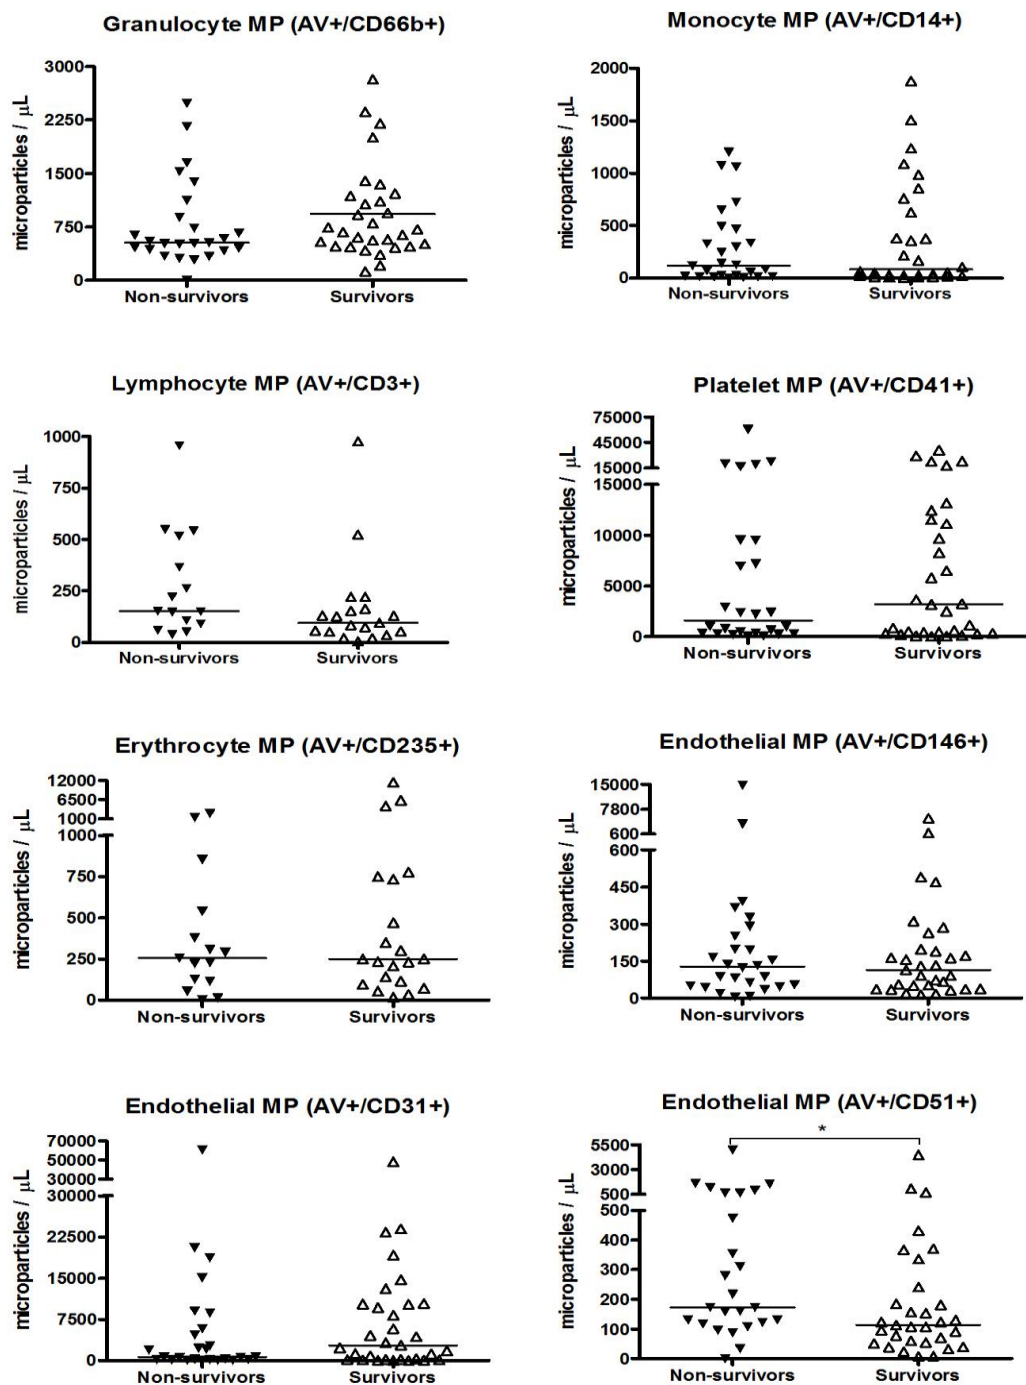 Granulocyte MP (AV+/CD66b+)
microparticles / μL
3000
2250
1500
750
0
Non-survivors Survivors
Monocyte MP (AV+/CD14+)
microparticles / μL
2000
1500
1000
500
0
Non-survivors Survivors
Lymphocyte MP (AV+/CD3+)
microparticles / μL
1000
750
500
250
0
Non-survivors Survivors
Platelet MP (AV+/CD41+)
microparticles / μL
75000
45000
15000
15000
10000
5000
0
Non-survivors Survivors
Erythrocyte MP (AV+/CD235+)
microparticles / μL
12000
6500
1000
1000
750
500
250
0
Non-survivors Survivors
Endothelial MP (AV+/CD146+)
microparticles / μL
15000
7800
600
600
450
300
150
0
Non-survivors Survivors
Endothelial MP (AV+/CD31+)
microparticles / μL
70000
50000
30000
30000
22500
15000
7500
0
Non-survivors Survivors
Endothelial MP (AV+/CD51+)
*
microparticles / μL
5500
3000
500
500
400
300
200
100
0
Non-survivors Survivors